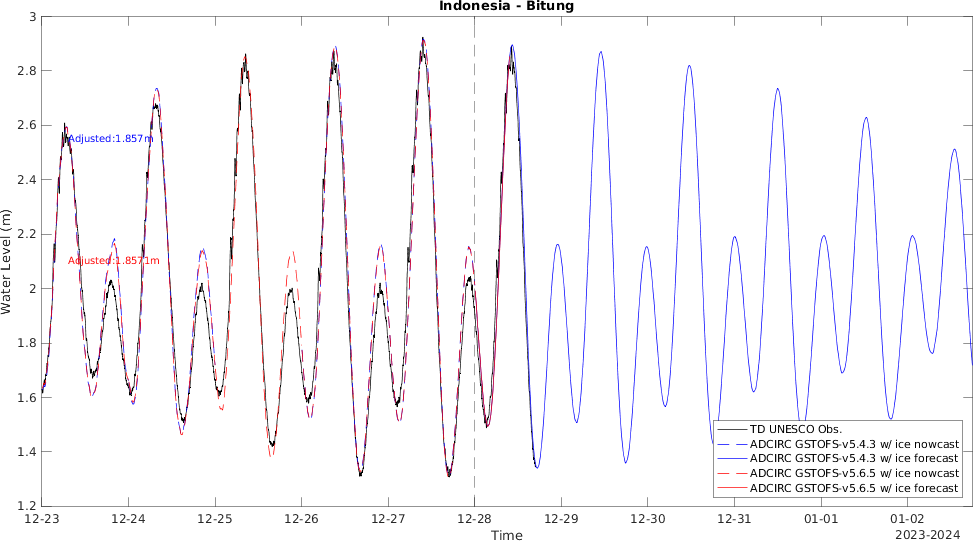 Indonesia - Bitung
3
2.8
2.6
2.4
2.2
2
1.8
1.6
1.4
1.2
Water Level (m)
Adjusted:1.857m
Adjusted:1.8571m
TD UNESCO Obs.
ADCIRC GSTOFS-v5.4.3 w/ ice nowcast
ADCIRC GSTOFS-v5.4.3 w/ ice forecast
ADCIRC GSTOFS-v5.6.5 w/ ice nowcast
ADCIRC GSTOFS-v5.6.5 w/ ice forecast
12-23 12-24 12-25 12-26 12-27 12-28 12-29 12-30 12-31 01-01 01-02
Time
2023-2024